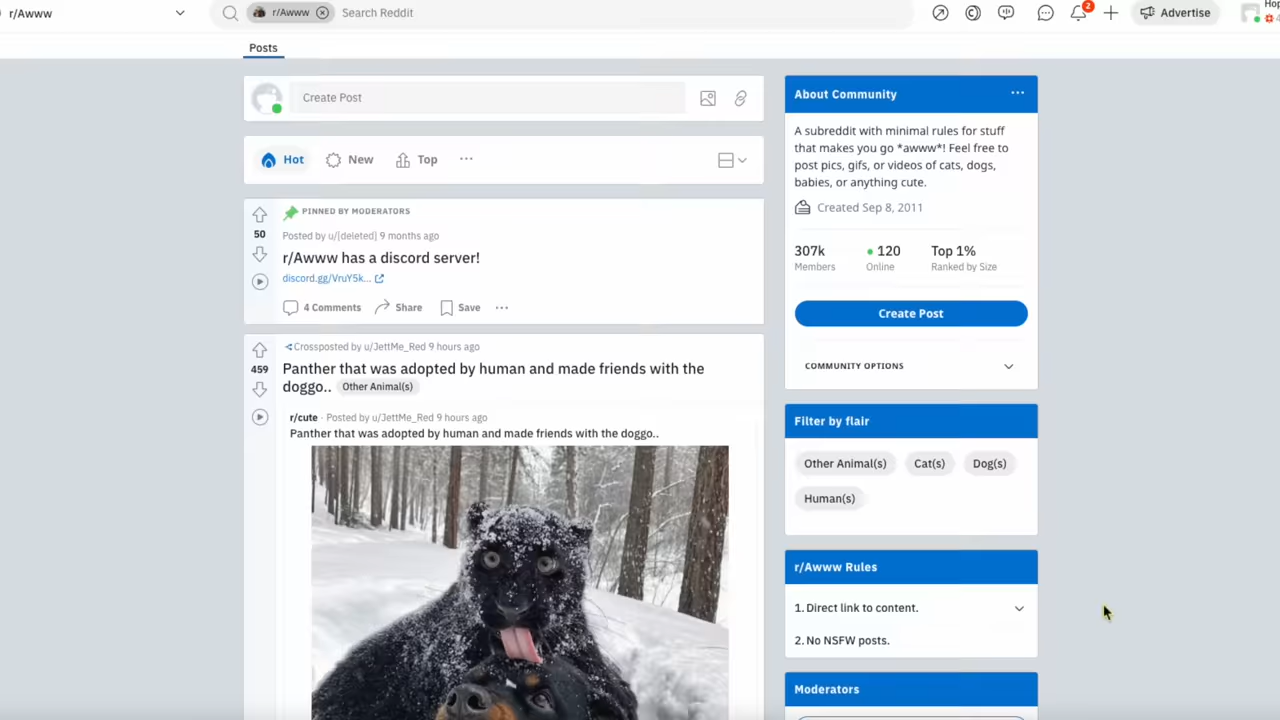 r/Awww
r/Awww
Search Reddit
2
Advertise
Posts
Create Post
Hot
New
Top
PINNED BY MODERATORS
50
Posted by u/[deleted] 9 months ago
r/Awww has a discord server!
discord.gg/VruY5k...
4 Comments
Share
Save
Crossposted by u/JettMe_Red 9 hours ago
459
Panther that was adopted by human and made friends with the
doggo.. Other Animal(s)
r/cute · Posted by u/JettMe_Red 9 hours ago
Panther that was adopted by human and made friends with the doggo..
About Community
A subreddit with minimal rules for stuff
that makes you go *awww*! Feel free to
post pics, gifs, or videos of cats, dogs,
babies, or anything cute.
Created Sep 8, 2011
307k 120 Top 1%
Members Online Ranked by Size
Create Post
COMMUNITY OPTIONS
Filter by flair
Other Animal(s) Cat(s) Dog(s)
Human(s)
r/Awww Rules
1. Direct link to content.
2. No NSFW posts.
Moderators